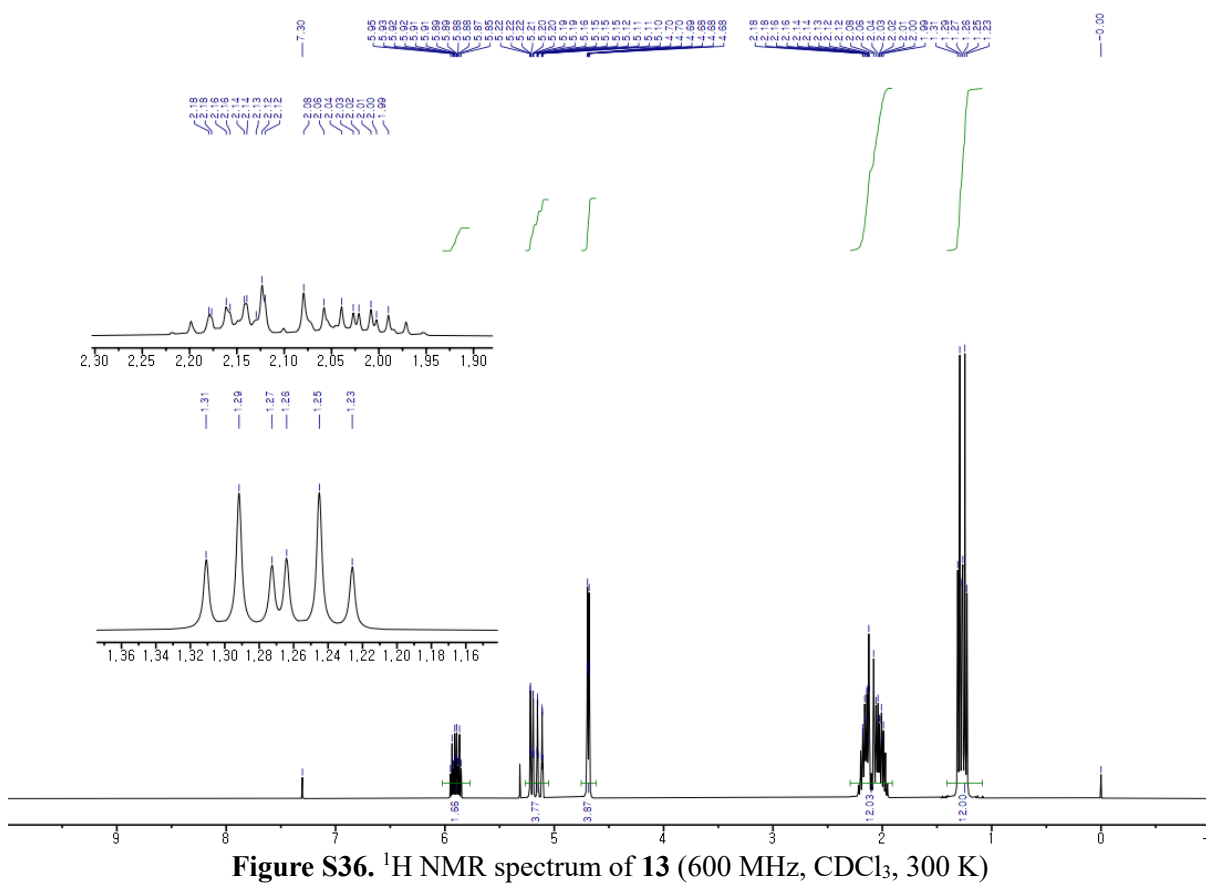 7.30 5.95 5.93 5.92 5.92 5.91 5.91 5.89 5.89 5.88 5.88 5.87 5.85 5.22 5.22 5.22 5.21 5.20 5.20 5.19 5.19 5.16 5.15 5.15 5.15 5.12 5.11 5.11 5.10 4.70 4.70 4.69 4.68 4.68 4.68 2.18 2.18 2.16 2.16 2.14 2.14 2.13 2.12 2.12 2.08 2.06 2.04 2.03 2.02 2.01 2.00 1.99 1.31 1.29 1.27 1.26 1.25 1.23 -0.00
2.18 2.18 2.16 2.16 2.14 2.14 2.13 2.12 2.12 2.08 2.06 2.04 2.03 2.02 2.01 2.00 1.99
2,30 2,25 2,20 2,15 2,10 2,05 2,00 1,95 1,90
1.31 1.29 1.27 1.26 1.25 1.23
1,36 1,34 1,32 1,30 1,28 1,26 1,24 1,22 1,20 1,18 1,16
1.66 3.77 3.87 12.03 12.00
9 8 7 6 5 4 3 2 1 0 -
Figure S36. ¹H NMR spectrum of 13 (600 MHz, CDCl₃, 300 K)